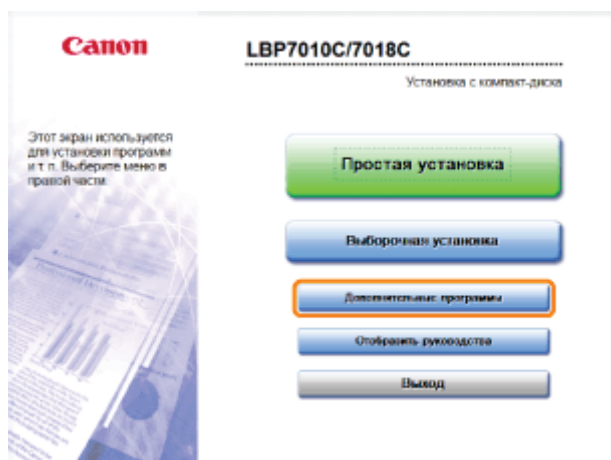 Canon
LBP7010C/7018C
Установка с компакт-диска
Этот экран используется
для установки программ
и т. п. Выберите меню в
правой части.
Простая установка
Выборочная установка
Дополнительные программы
Отобразить руководства
Выход